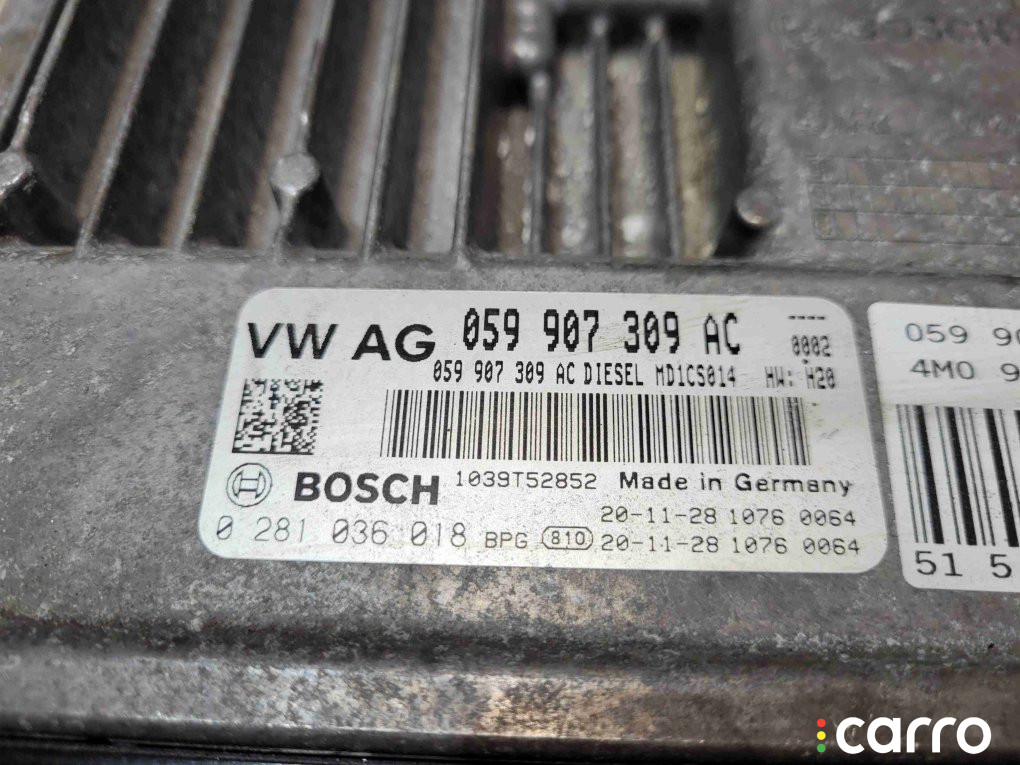 VW AG 059 907 309 AC ----
0002
059 907 309 AC DIESEL MD1CS014 HW: H20
BOSCH 1039T52852 Made in Germany
20-11-28 1076 0064
0 281 036 018 BPG 810 20-11-28 1076 0064
059 90
4M0 9
51 5
carro